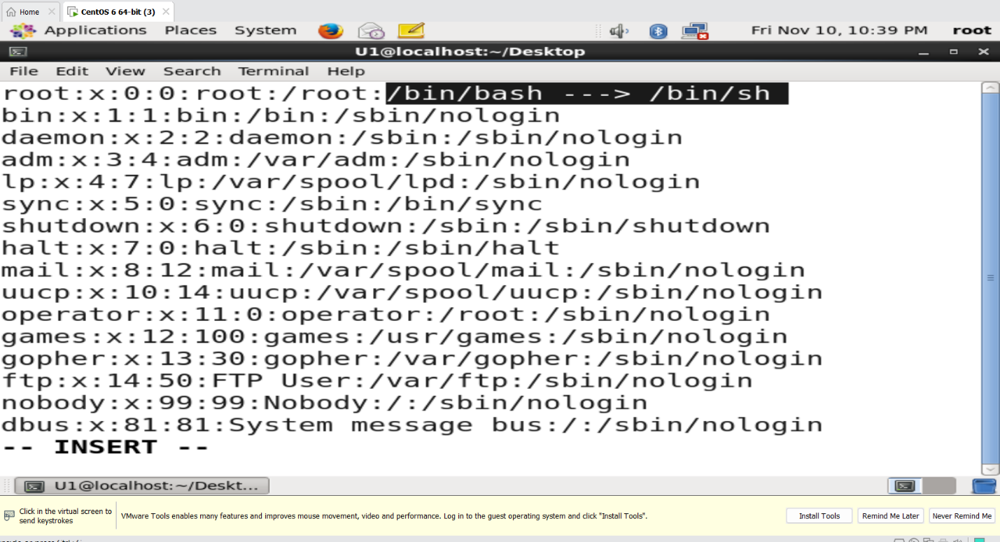 Home
CentOS 6 64-bit (3)
Applications Places System Fri Nov 10, 10:39 PM root
U1@localhost:~/Desktop
File Edit View Search Terminal Help
root:x:0:0:root:/root:/bin/bash ---> /bin/sh
bin:x:1:1:bin:/bin:/sbin/nologin
daemon:x:2:2:daemon:/sbin:/sbin/nologin
adm:x:3:4:adm:/var/adm:/sbin/nologin
lp:x:4:7:lp:/var/spool/lpd:/sbin/nologin
sync:x:5:0:sync:/sbin:/bin/sync
shutdown:x:6:0:shutdown:/sbin:/sbin/shutdown
halt:x:7:0:halt:/sbin:/sbin/halt
mail:x:8:12:mail:/var/spool/mail:/sbin/nologin
uucp:x:10:14:uucp:/var/spool/uucp:/sbin/nologin
operator:x:11:0:operator:/root:/sbin/nologin
games:x:12:100:games:/usr/games:/sbin/nologin
gopher:x:13:30:gopher:/var/gopher:/sbin/nologin
ftp:x:14:50:FTP User:/var/ftp:/sbin/nologin
nobody:x:99:99:Nobody:/:/sbin/nologin
dbus:x:81:81:System message bus:/:/sbin/nologin
-- INSERT --
U1@localhost:~/Deskt...
Click in the virtual screen to
send keystrokes
VMware Tools enables many features and improves mouse movement, video and performance. Log in to the guest operating system and click "Install Tools".
Install Tools
Remind Me Later
Never Remind Me